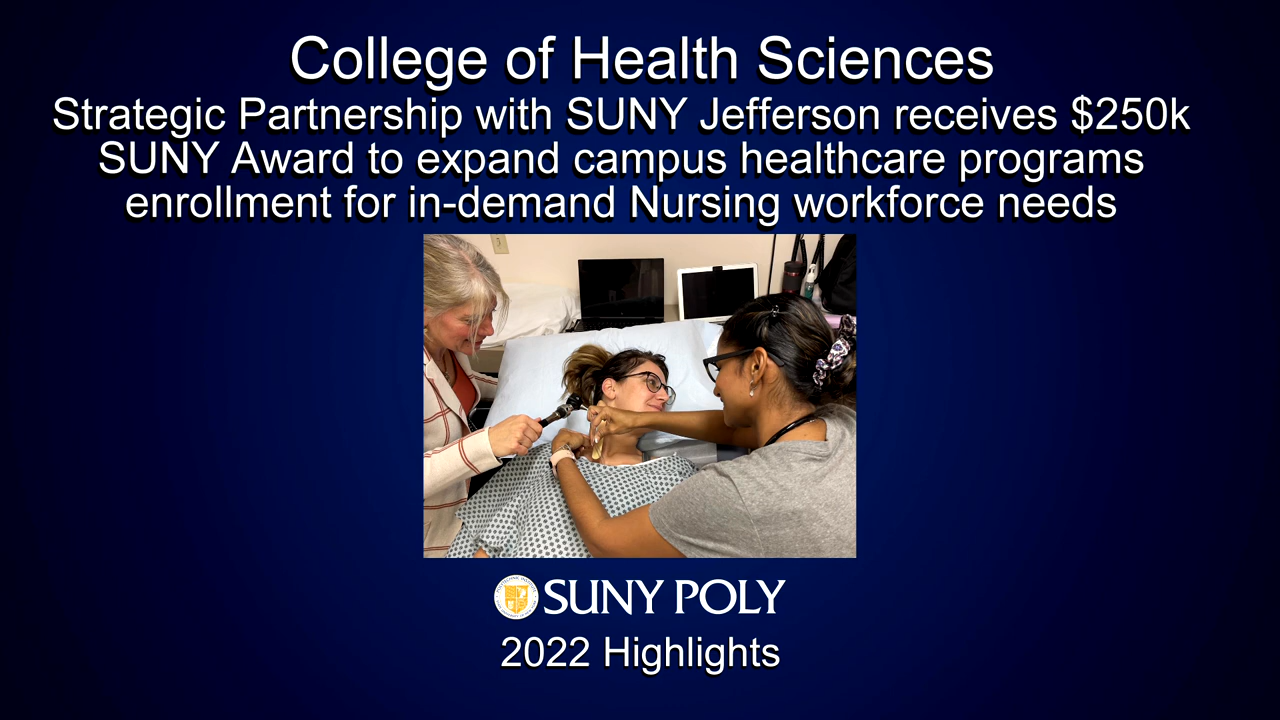 College of Health Sciences
Strategic Partnership with SUNY Jefferson receives $250k
SUNY Award to expand campus healthcare programs
enrollment for in-demand Nursing workforce needs
SUNY POLY
2022 Highlights